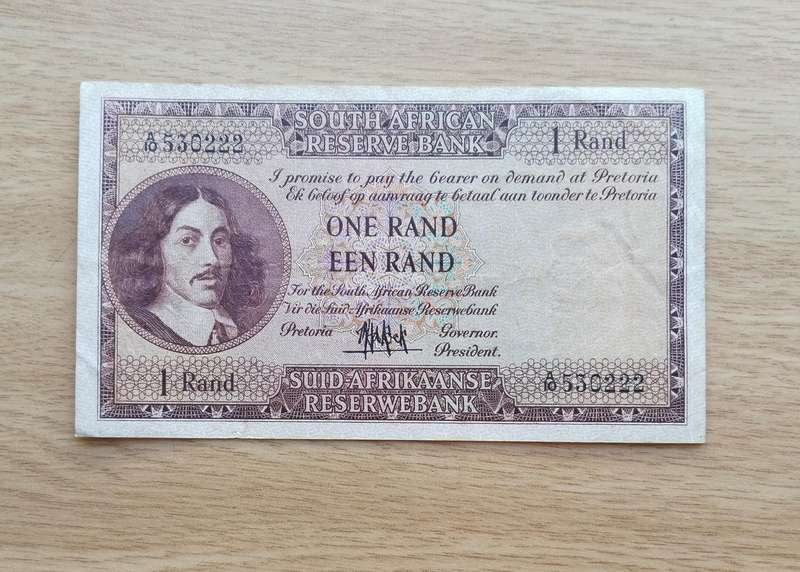 SOUTH AFRICAN
RESERVE BANK
530222
1 Rand
I promise to pay the bearer on demand at Pretoria
Ek beloof op aanvraag te betaal aan toonder te Pretoria
ONE RAND
EEN RAND
For the South African Reserve Bank
Vir die Suid-Afrikaanse Reserwebank
Pretoria
Governor.
President.
1 Rand
SUID-AFRIKAANSE
RESERWEBANK
530222